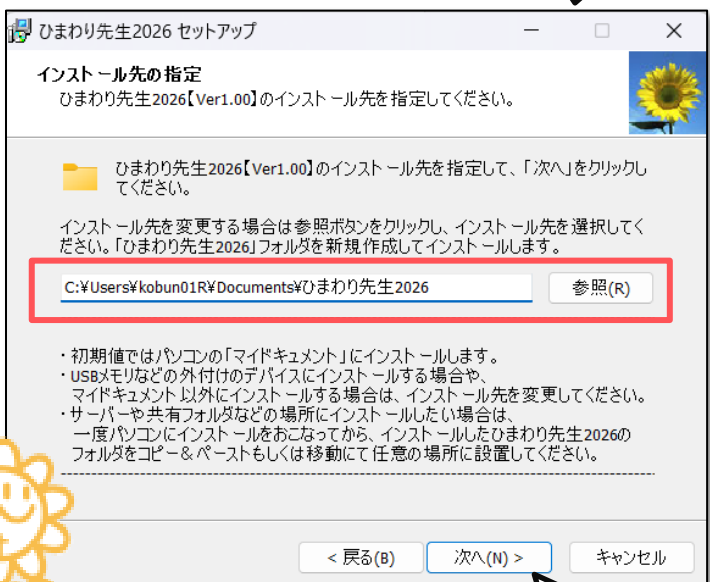 ひまわり先生2026 セットアップ
インストール先の指定
ひまわり先生2026【Ver1.00】のインストール先を指定してください。
ひまわり先生2026【Ver1.00】のインストール先を指定して、「次へ」をクリックし
てください。
インストール先を変更する場合は参照ボタンをクリックし、インストール先を選択してく
ださい。「ひまわり先生2026」フォルダを新規作成してインストールします。
C:¥Users¥kobun01R¥Documents¥ひまわり先生2026
参照(R)
・初期値ではパソコンの「マイドキュメント」にインストールします。
・USBメモリなどの外付けのデバイスにインストールする場合や、
マイドキュメント以外にインストールする場合は、インストール先を変更してください。
・サーバーや共有フォルダなどの場所にインストールしたい場合は、
一度パソコンにインストールをおこなってから、インストールしたひまわり先生2026の
フォルダをコピー＆ペーストもしくは移動にて任意の場所に設置してください。
< 戻る(B)
次へ(N) >
キャンセル